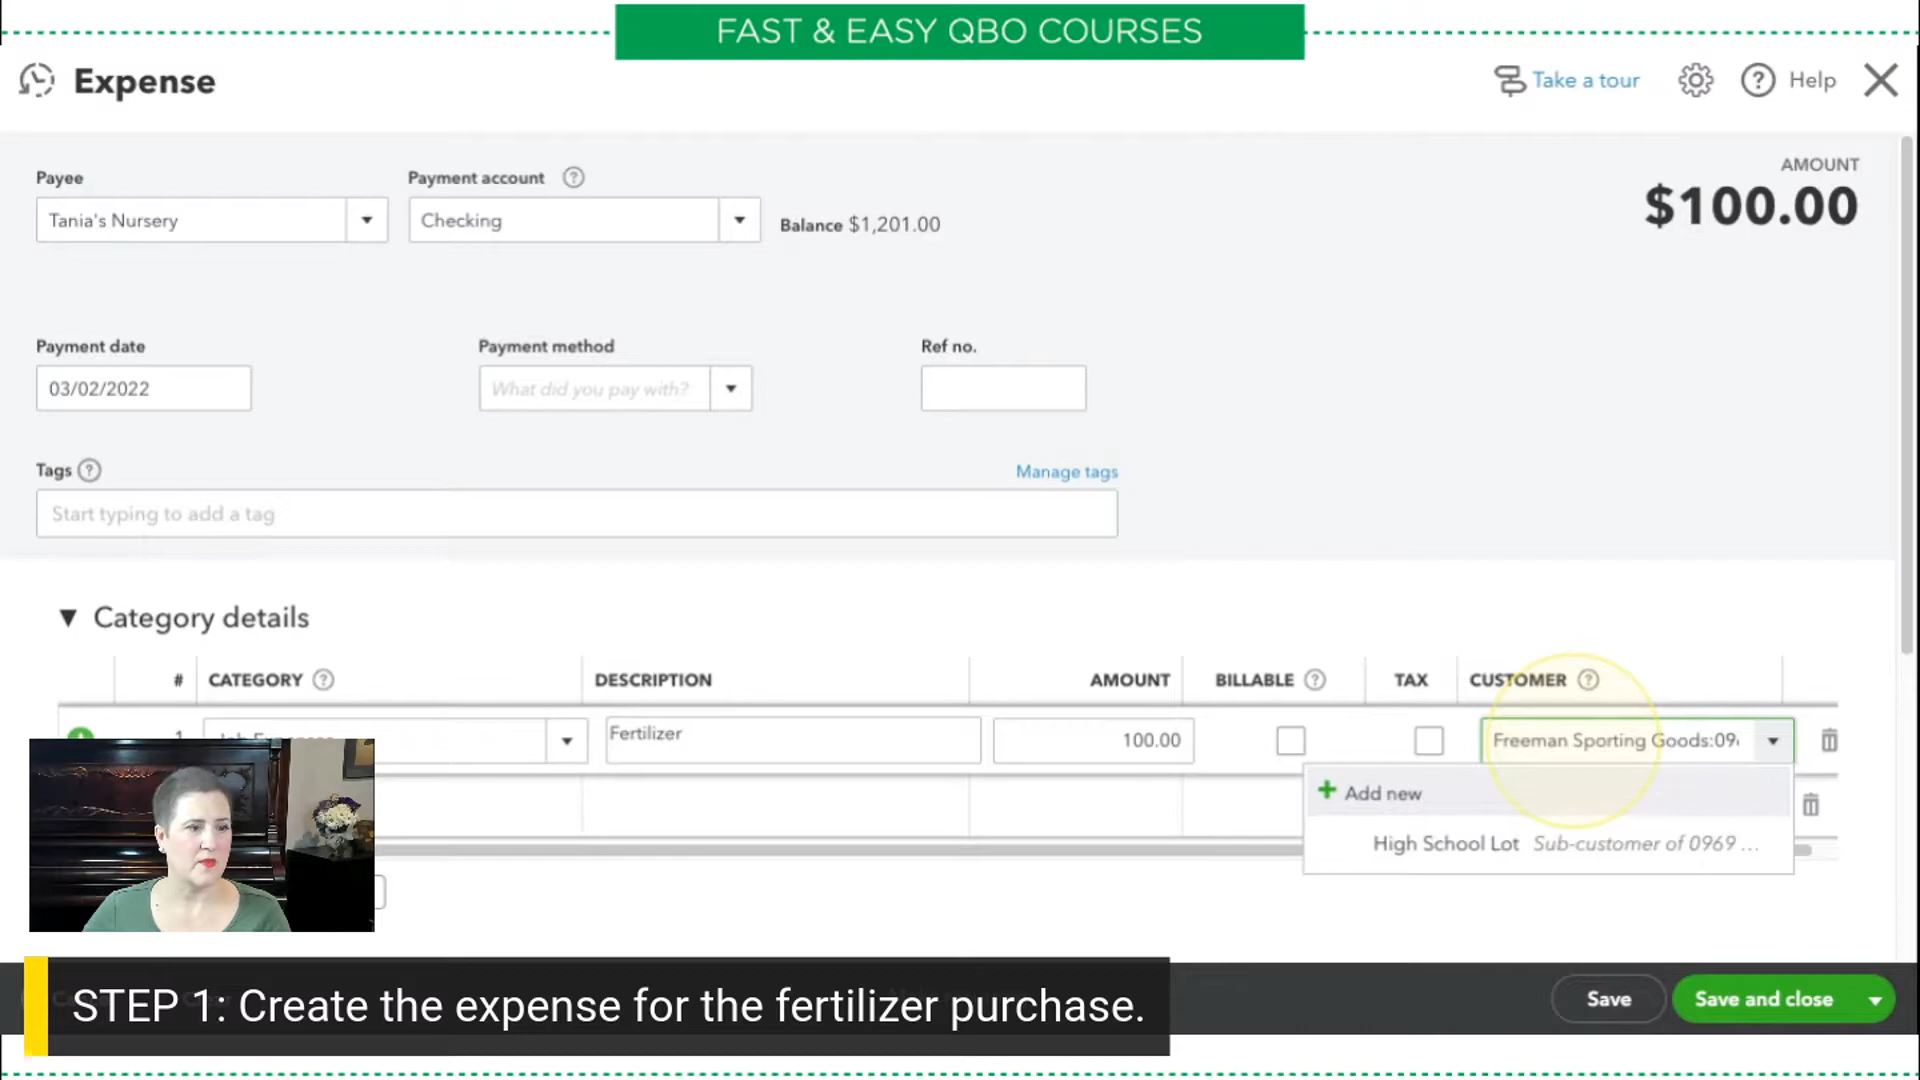 FAST & EASY QBO COURSES
Expense
Take a tour
Help
Payee
Payment account
AMOUNT
$100.00
Tania's Nursery
Checking
Balance $1,201.00
Payment date
Payment method
Ref no.
03/02/2022
What did you pay with?
Tags
Manage tags
Start typing to add a tag
Category details
# CATEGORY DESCRIPTION AMOUNT BILLABLE TAX CUSTOMER
Fertilizer 100.00 Freeman Sporting Goods:09
Add new
High School Lot Sub-customer of 0969 ...
STEP 1: Create the expense for the fertilizer purchase.
Save
Save and close